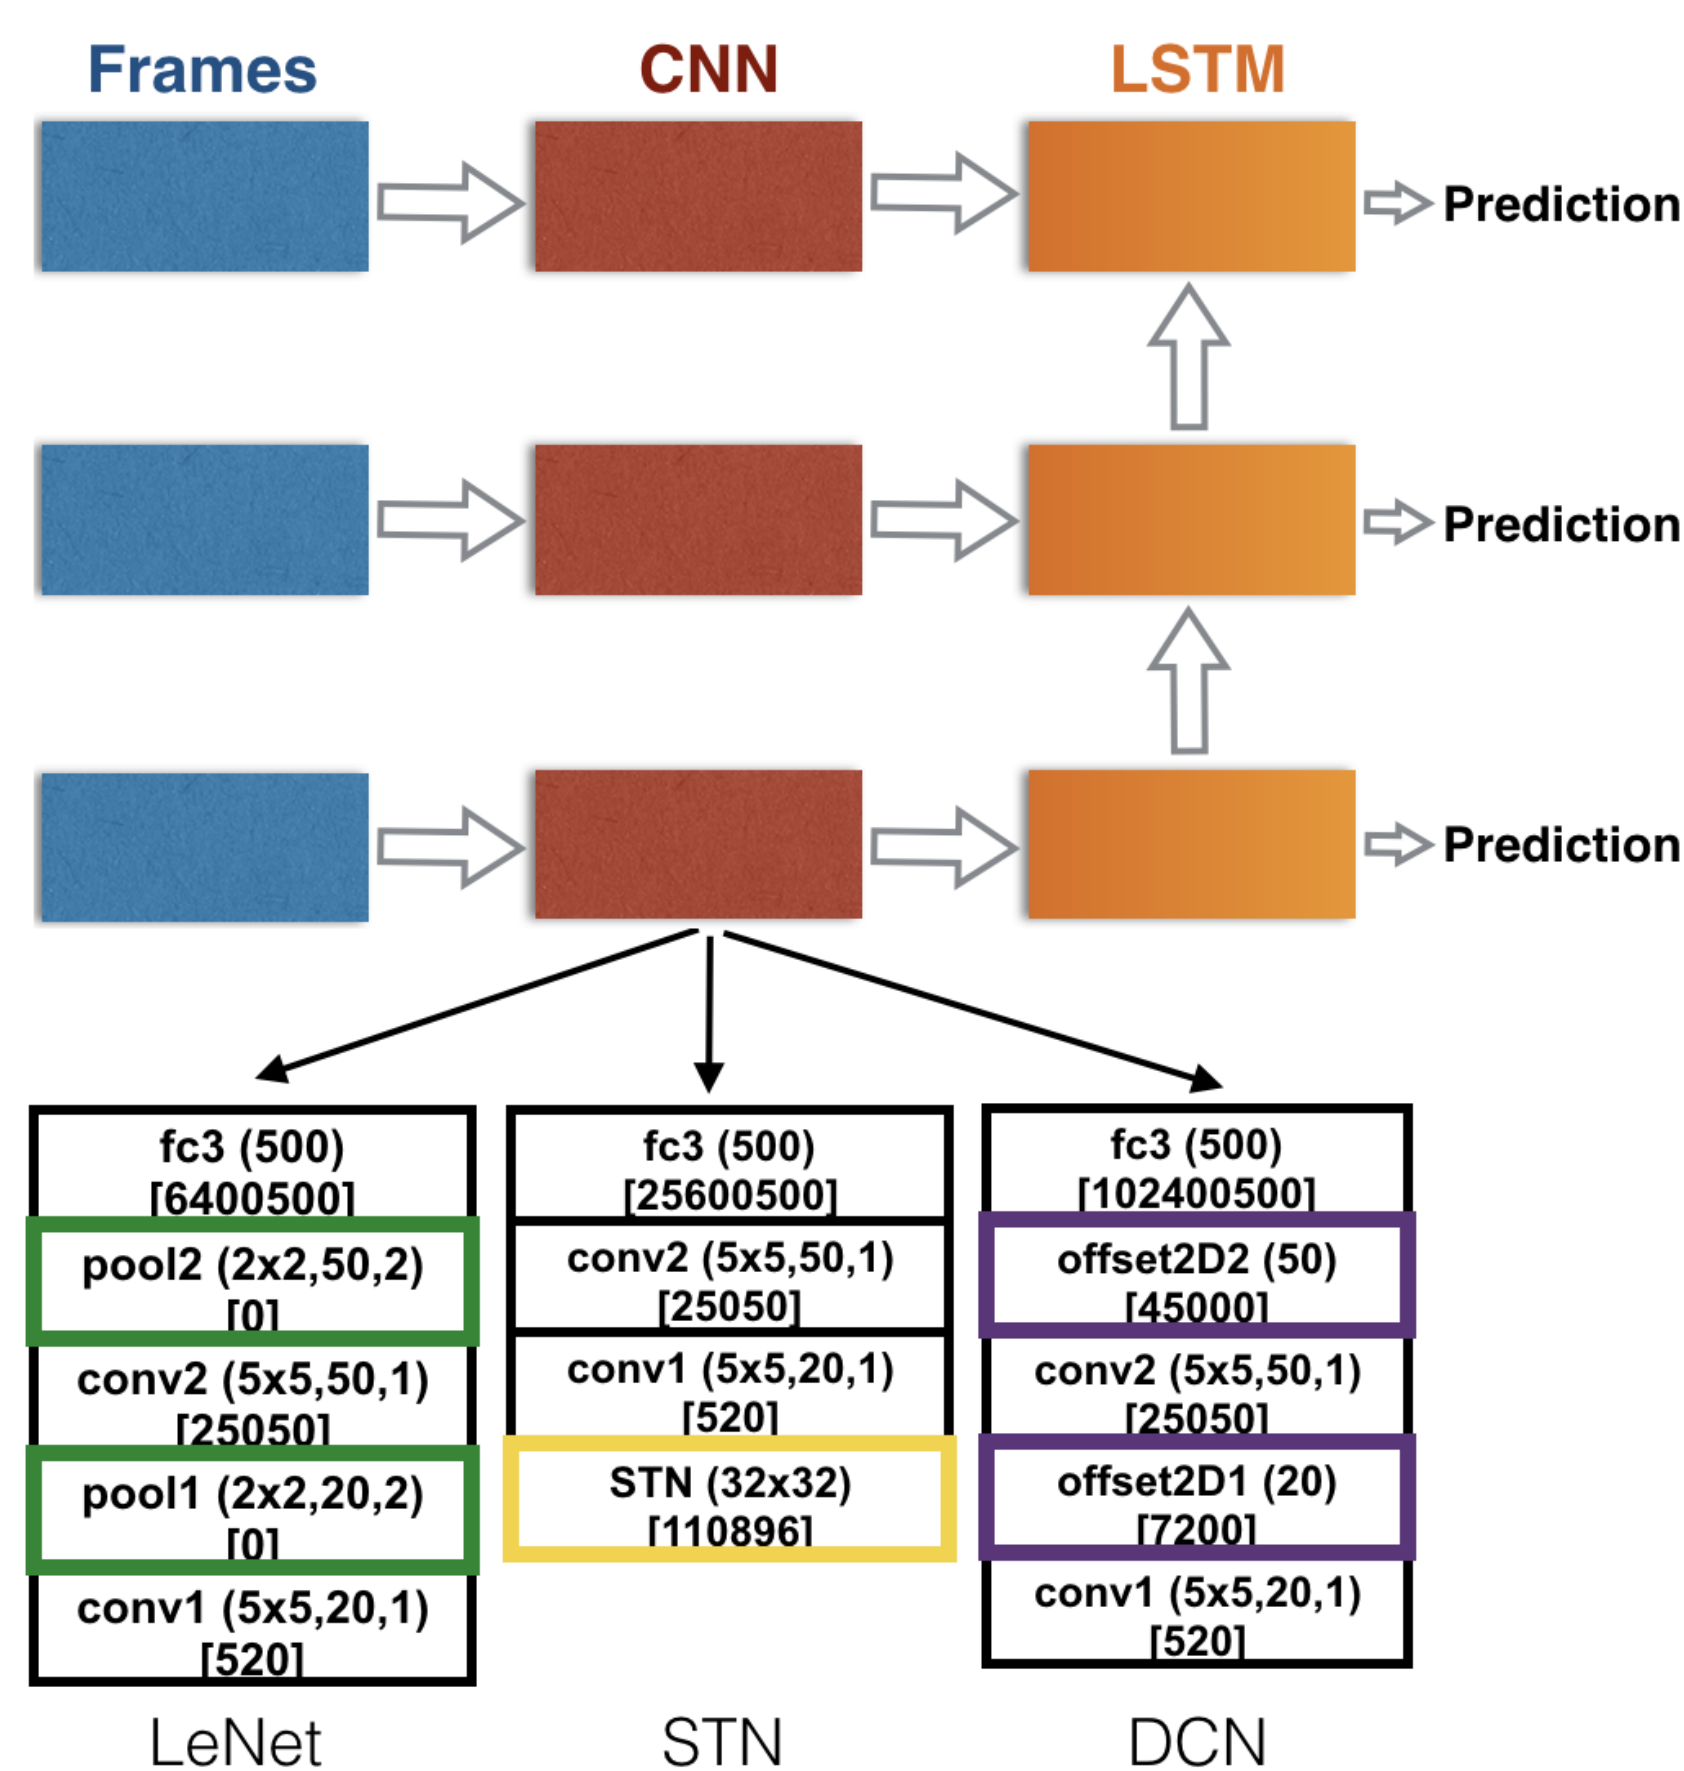 Frames
CNN
LSTM
Prediction
Prediction
Prediction
fc3 (500)
[6400500]
pool2 (2x2,50,2)
[0]
conv2 (5x5,50,1)
[25050]
pool1 (2x2,20,2)
[0]
conv1 (5x5,20,1)
[520]
LeNet
fc3 (500)
[25600500]
conv2 (5x5,50,1)
[25050]
conv1 (5x5,20,1)
[520]
STN (32x32)
[110896]
STN
fc3 (500)
[102400500]
offset2D2 (50)
[45000]
conv2 (5x5,50,1)
[25050]
offset2D1 (20)
[7200]
conv1 (5x5,20,1)
[520]
DCN